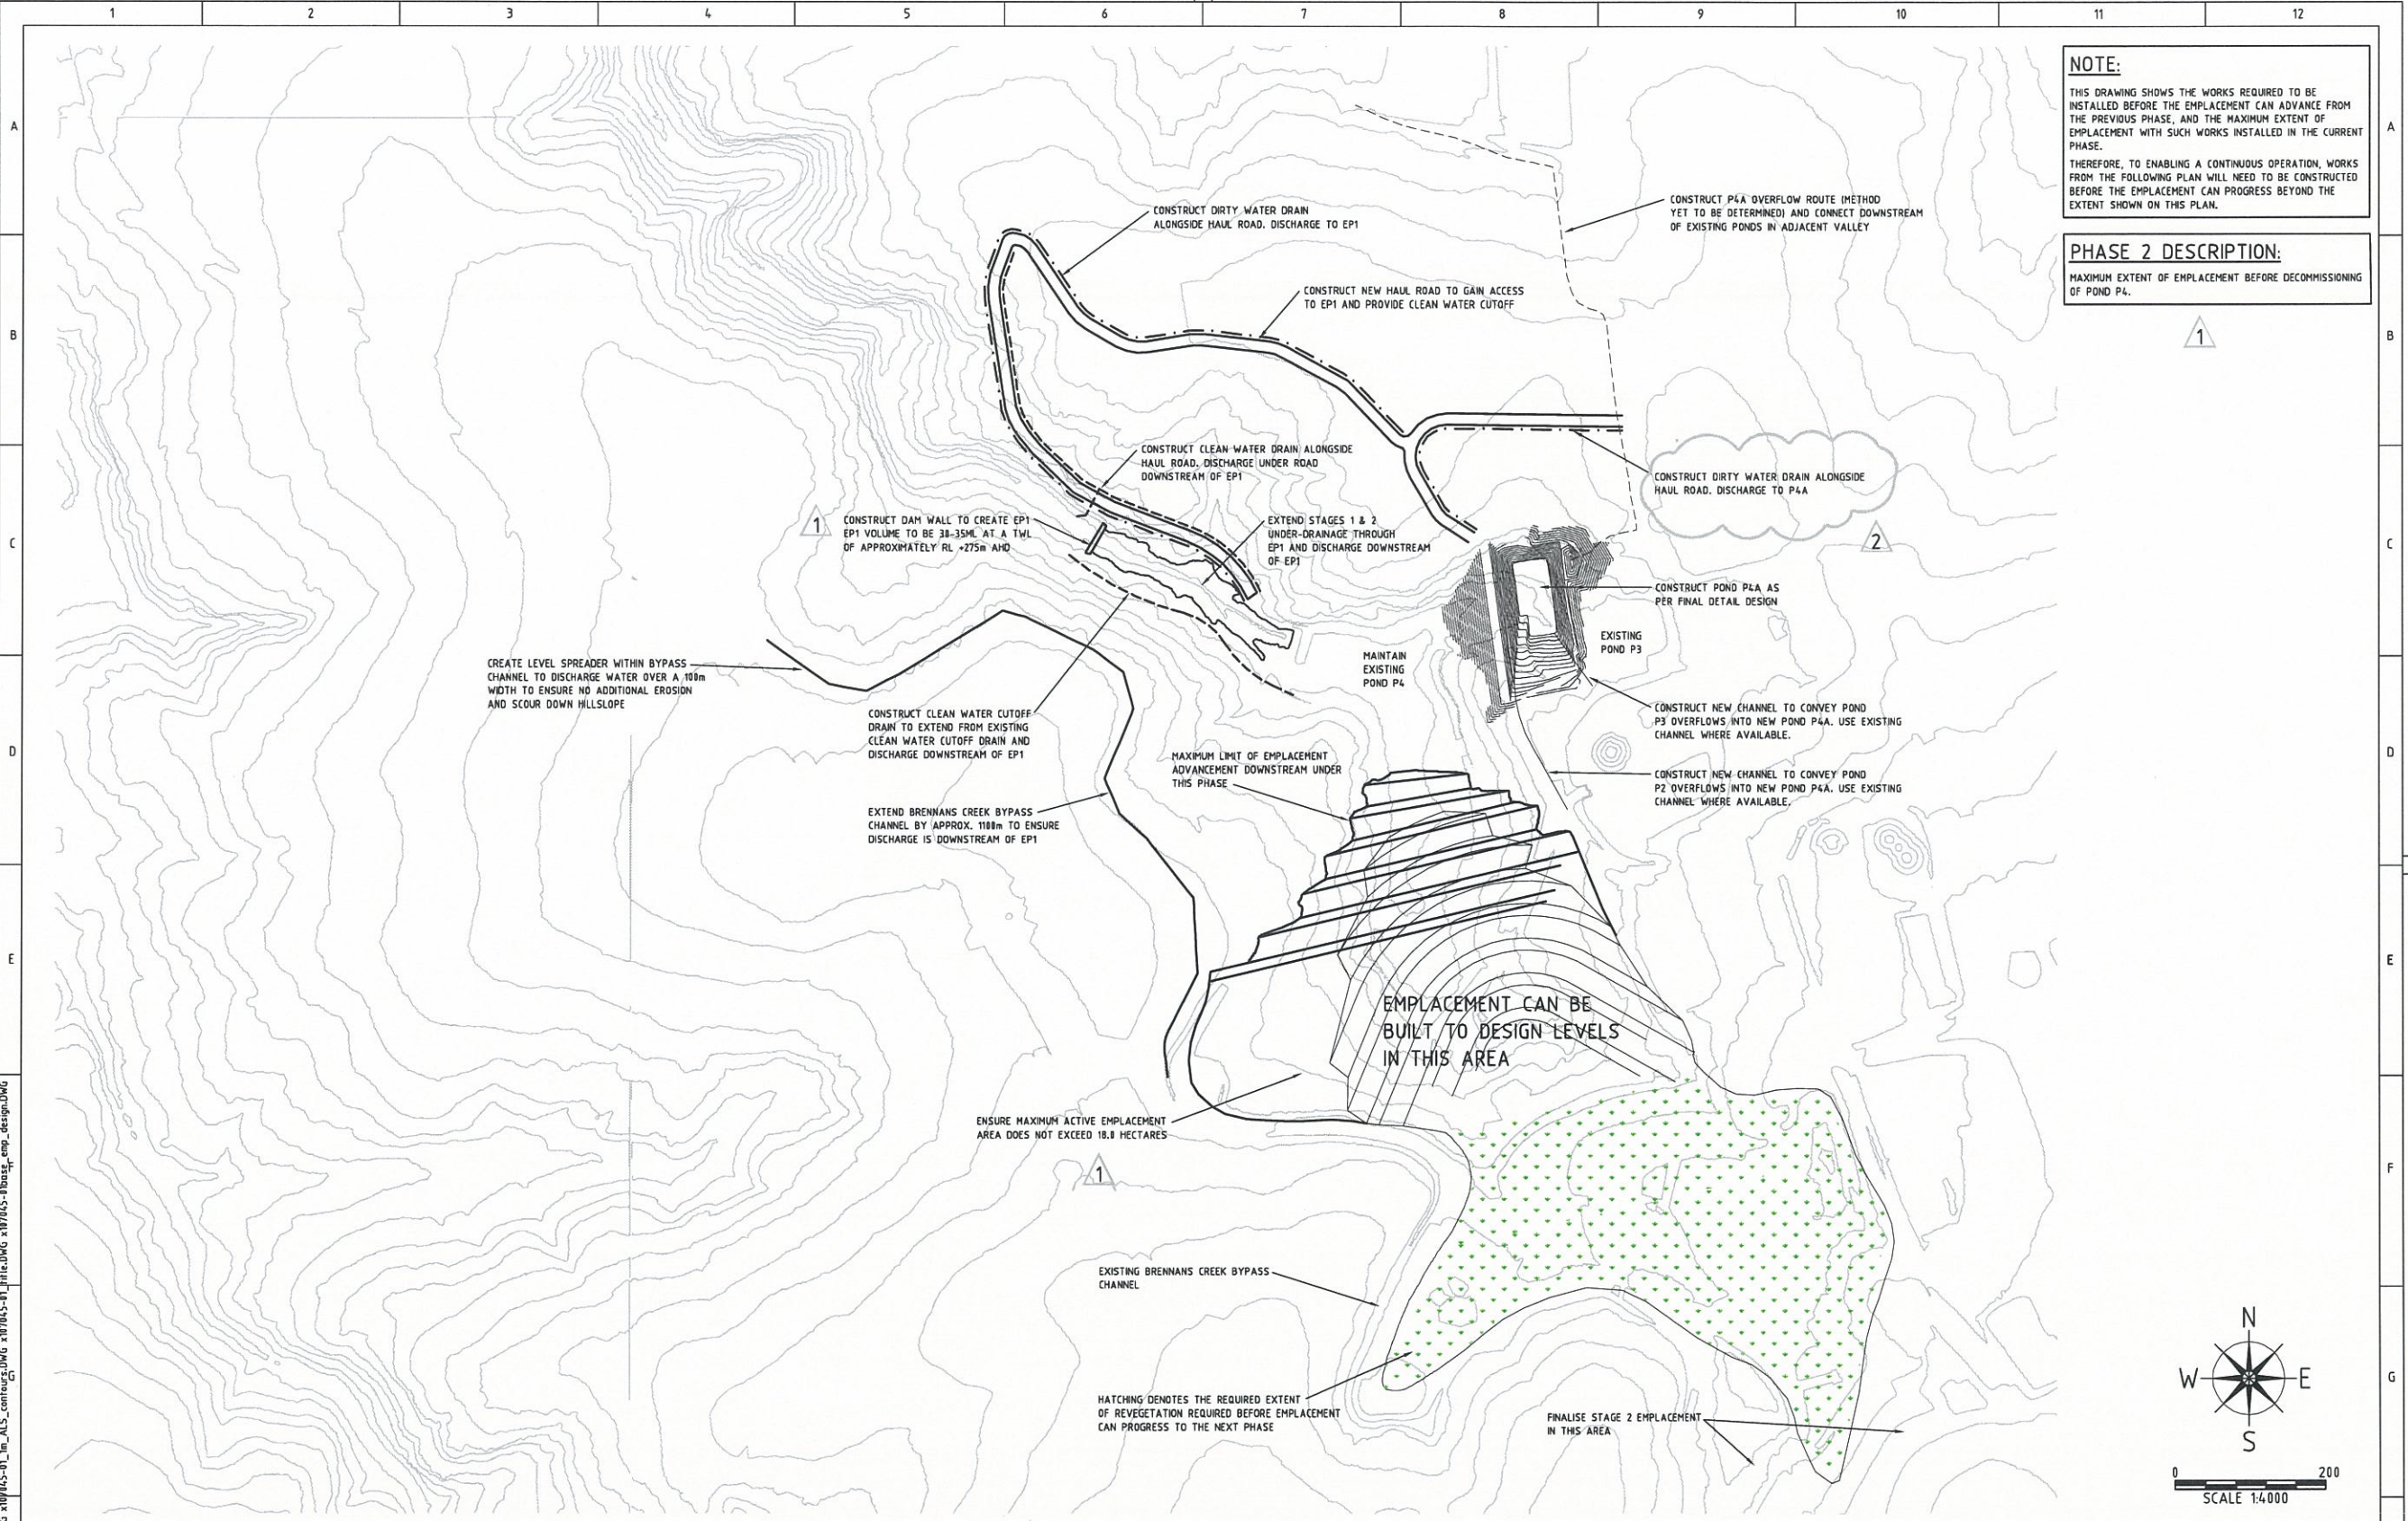 1 2 3 4 5 6 7 8 9 10 11 12
NOTE:
THIS DRAWING SHOWS THE WORKS REQUIRED TO BE
INSTALLED BEFORE THE EMPLACEMENT CAN ADVANCE FROM
THE PREVIOUS PHASE, AND THE MAXIMUM EXTENT OF
EMPLACEMENT WITH SUCH WORKS INSTALLED IN THE CURRENT
PHASE.
THEREFORE, TO ENABLING A CONTINUOUS OPERATION, WORKS
FROM THE FOLLOWING PLAN WILL NEED TO BE CONSTRUCTED
BEFORE THE EMPLACEMENT CAN PROGRESS BEYOND THE
EXTENT SHOWN ON THIS PLAN.
A
A
PHASE 2 DESCRIPTION:
MAXIMUM EXTENT OF EMPLACEMENT BEFORE DECOMMISSIONING
OF POND P4.
1
CONSTRUCT DIRTY WATER DRAIN
ALONGSIDE HAUL ROAD. DISCHARGE TO EP1
CONSTRUCT P4A OVERFLOW ROUTE (METHOD
YET TO BE DETERMINED) AND CONNECT DOWNSTREAM
OF EXISTING PONDS IN ADJACENT VALLEY
CONSTRUCT NEW HAUL ROAD TO GAIN ACCESS
TO EP1 AND PROVIDE CLEAN WATER CUTOFF
B
B
CONSTRUCT CLEAN WATER DRAIN ALONGSIDE
HAUL ROAD. DISCHARGE UNDER ROAD
DOWNSTREAM OF EP1
CONSTRUCT DIRTY WATER DRAIN ALONGSIDE
HAUL ROAD. DISCHARGE TO P4A
2
1
CONSTRUCT DAM WALL TO CREATE EP1
EP1 VOLUME TO BE 30-35ML AT A TWL
OF APPROXIMATELY RL +275m AHD
EXTEND STAGES 1 & 2
UNDER-DRAINAGE THROUGH
EP1 AND DISCHARGE DOWNSTREAM
OF EP1
C
C
CONSTRUCT POND P4A AS
PER FINAL DETAIL DESIGN
EXISTING
POND P3
MAINTAIN
EXISTING
POND P4
CREATE LEVEL SPREADER WITHIN BYPASS
CHANNEL TO DISCHARGE WATER OVER A 100m
WIDTH TO ENSURE NO ADDITIONAL EROSION
AND SCOUR DOWN HILLSLOPE
CONSTRUCT CLEAN WATER CUTOFF
DRAIN TO EXTEND FROM EXISTING
CLEAN WATER CUTOFF DRAIN AND
DISCHARGE DOWNSTREAM OF EP1
CONSTRUCT NEW CHANNEL TO CONVEY POND
P3 OVERFLOWS INTO NEW POND P4A. USE EXISTING
CHANNEL WHERE AVAILABLE.
D
D
MAXIMUM LIMIT OF EMPLACEMENT
ADVANCEMENT DOWNSTREAM UNDER
THIS PHASE
CONSTRUCT NEW CHANNEL TO CONVEY POND
P2 OVERFLOWS INTO NEW POND P4A. USE EXISTING
CHANNEL WHERE AVAILABLE.
EXTEND BRENNANS CREEK BYPASS
CHANNEL BY APPROX. 1100m TO ENSURE
DISCHARGE IS DOWNSTREAM OF EP1
E
E
EMPLACEMENT CAN BE
BUILT TO DESIGN LEVELS
IN THIS AREA
ENSURE MAXIMUM ACTIVE EMPLACEMENT
AREA DOES NOT EXCEED 18.0 HECTARES
1
F
F
EXISTING BRENNANS CREEK BYPASS
CHANNEL
HATCHING DENOTES THE REQUIRED EXTENT
OF REVEGETATION REQUIRED BEFORE EMPLACEMENT
CAN PROGRESS TO THE NEXT PHASE
FINALISE STAGE 2 EMPLACEMENT
IN THIS AREA
G
G
N
W E
S
0 200
SCALE 1:4000
x107045-01_1m_ALS_contours.DWG x107045-01_title.DWG x107045-01base_emp_design.DWG